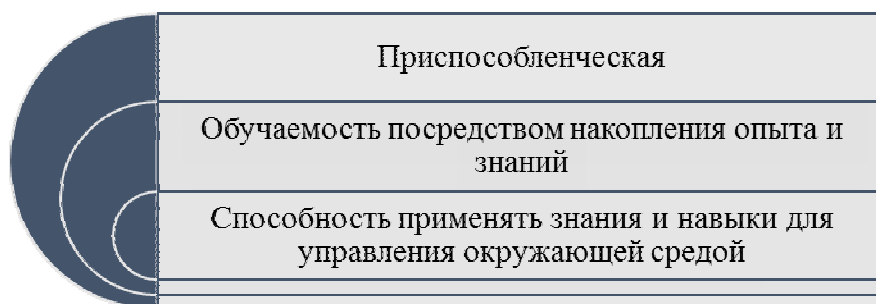 Приспособленческая
Обучаемость посредством накопления опыта и
знаний
Способность применять знания и навыки для
управления окружающей средой